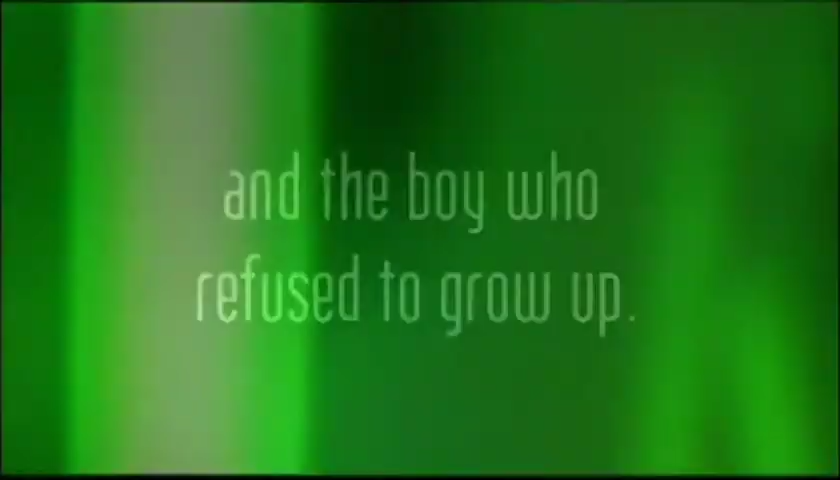 and the boy who
refused to grow up.